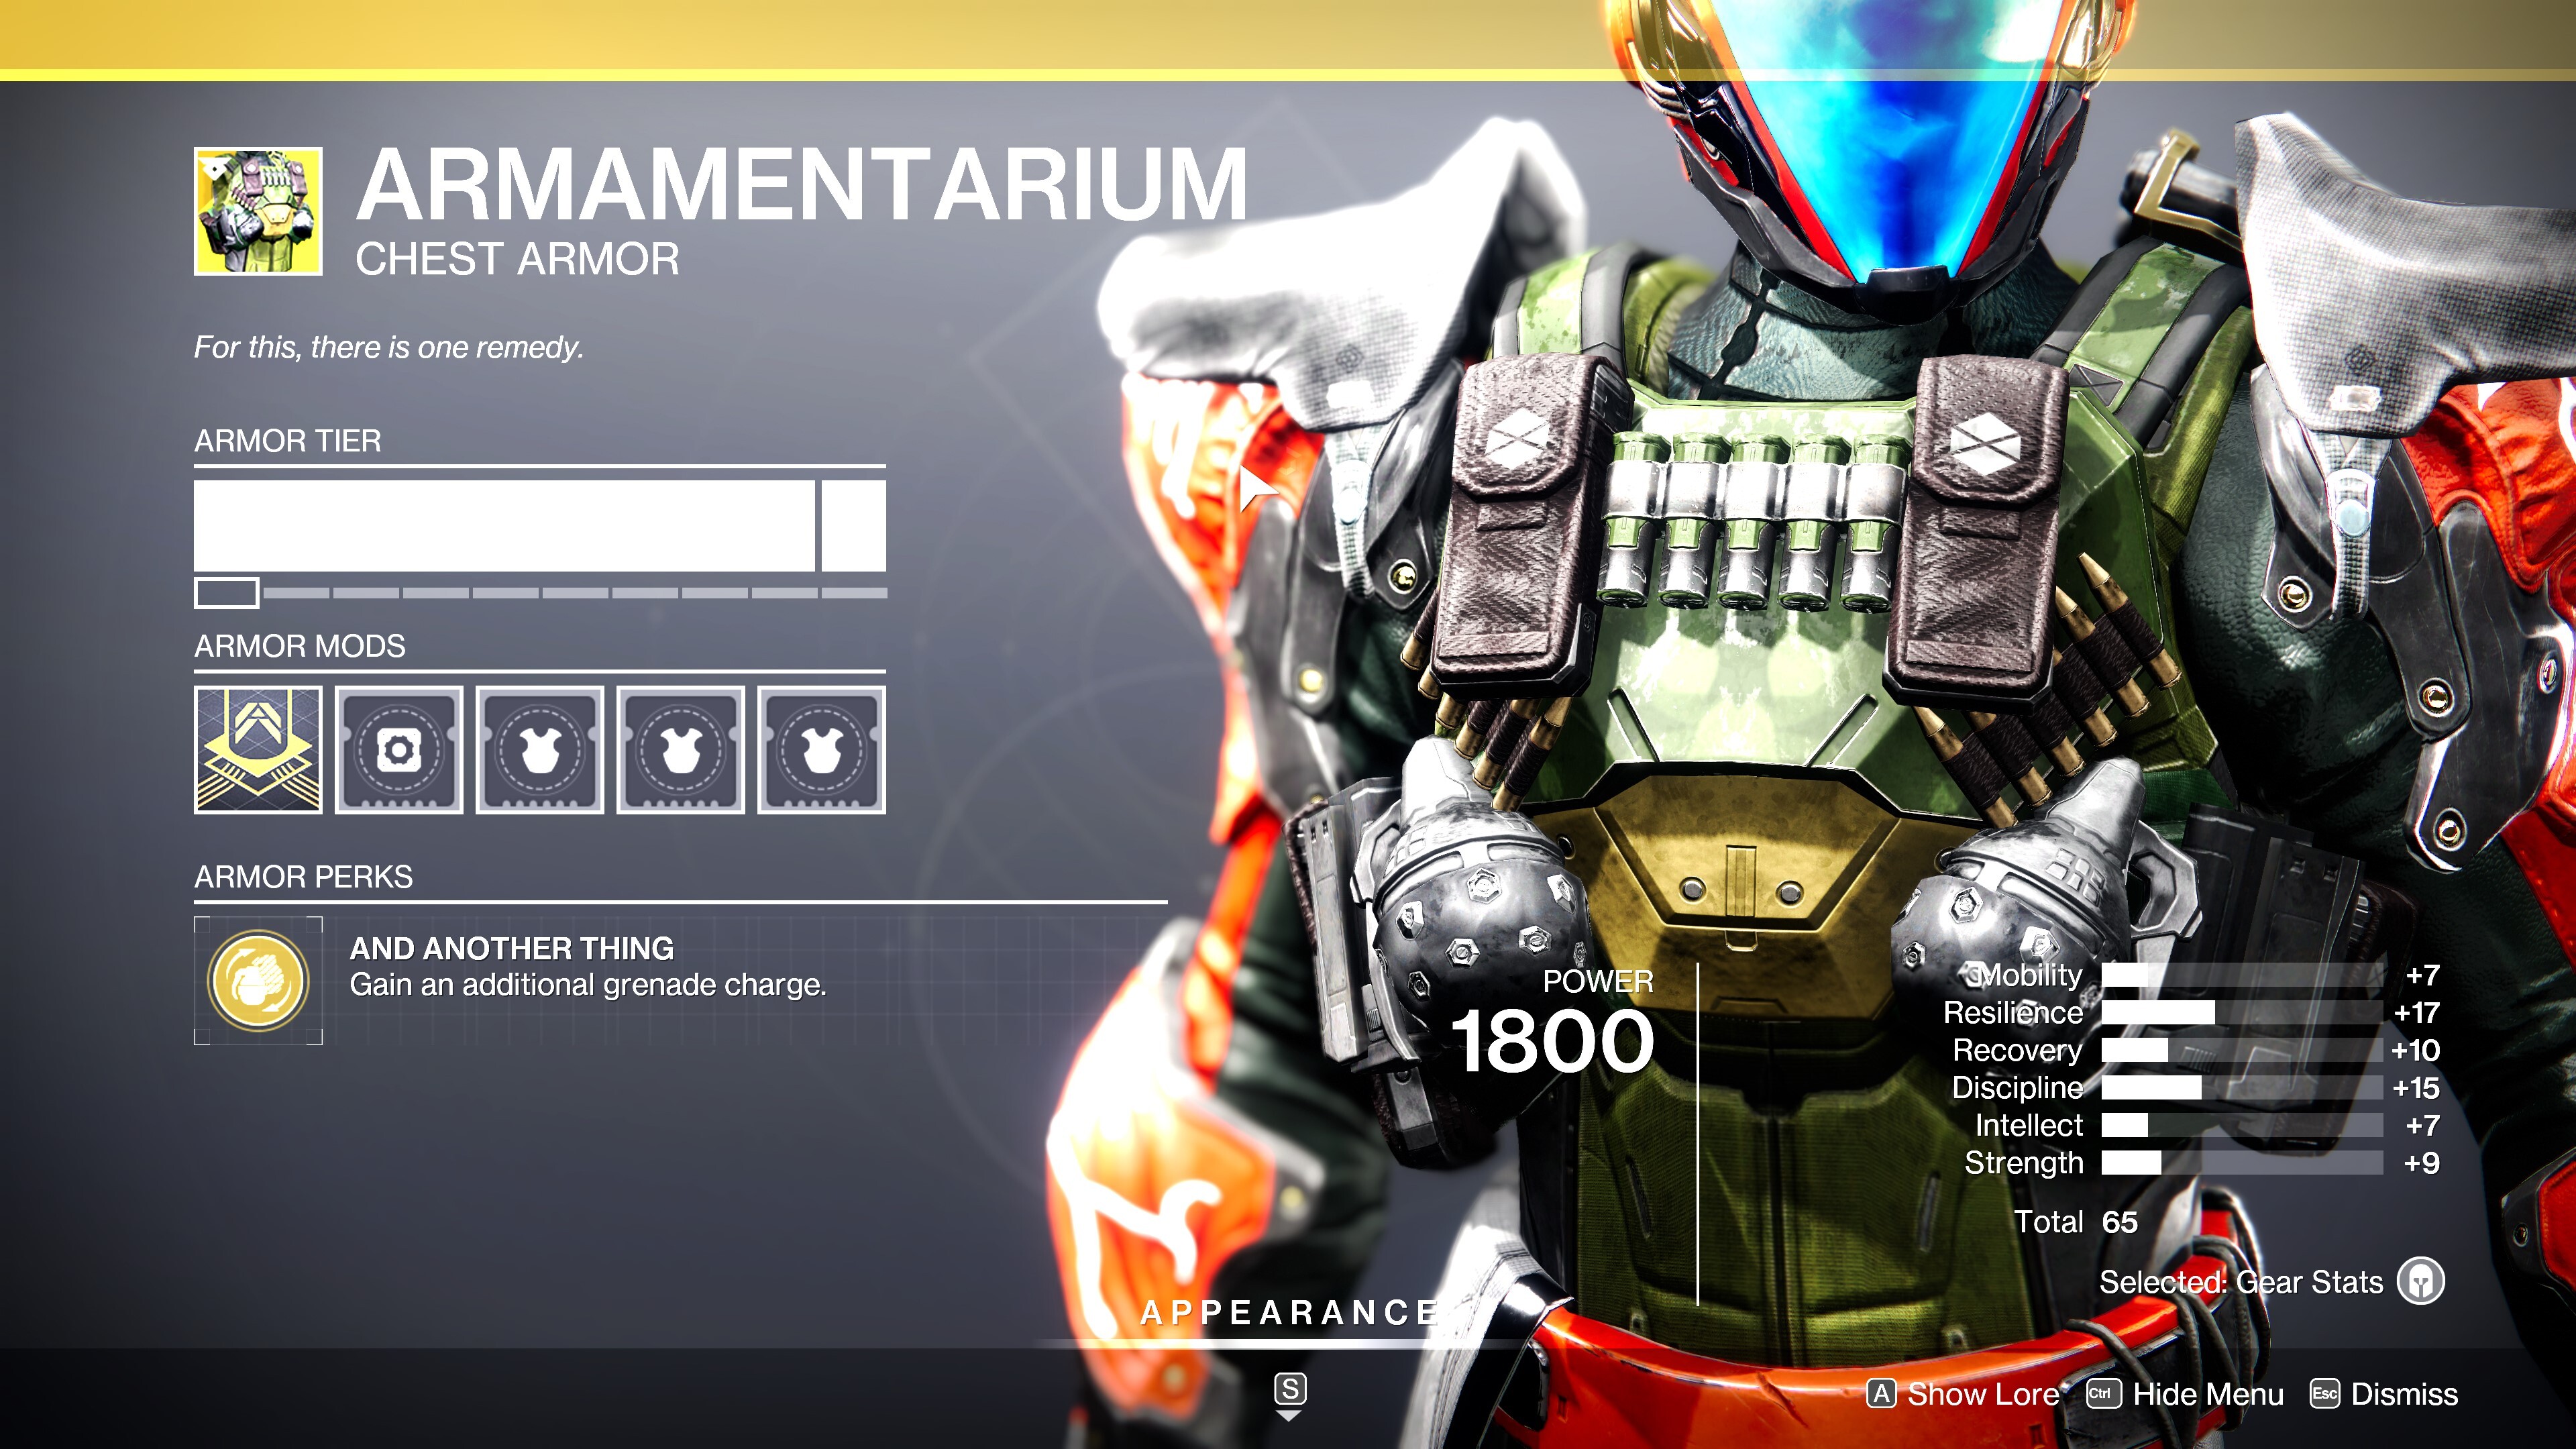 ARMAMENTARIUM
CHEST ARMOR
For this, there is one remedy.
ARMOR TIER
ARMOR MODS
ARMOR PERKS
AND ANOTHER THING
Gain an additional grenade charge.
POWER
1800
Mobility +7
Resilience +17
Recovery +10
Discipline +15
Intellect +7
Strength +9
Total 65
Selected: Gear Stats
APPEARANCE
S
A Show Lore Ctrl Hide Menu Esc Dismiss